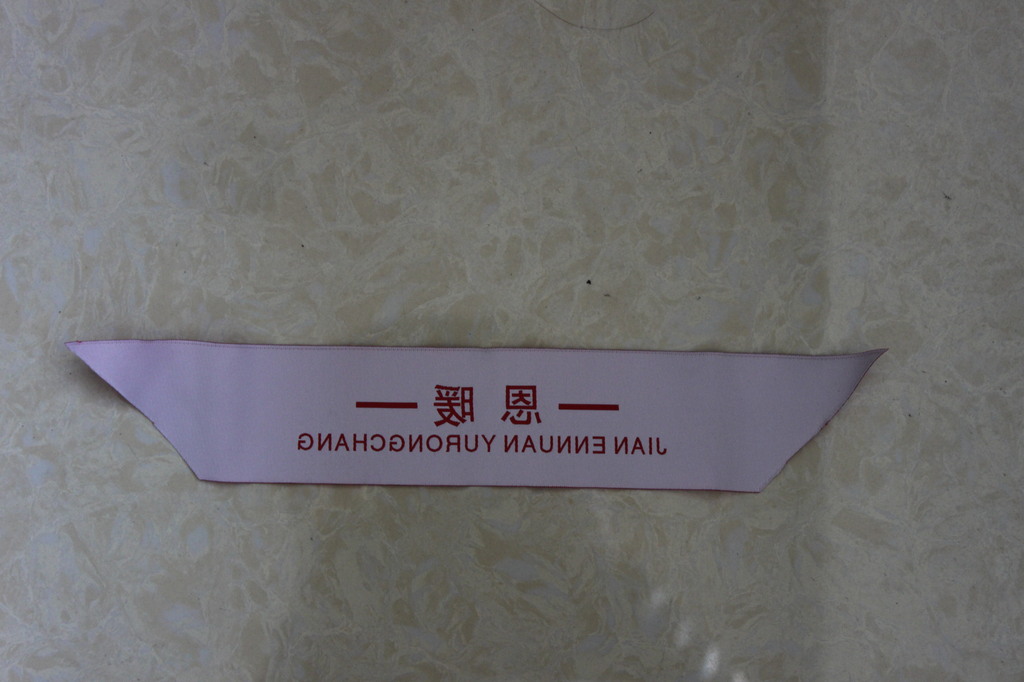 — 恩暖 —
JIAN ENNUAN YURONGCHANG